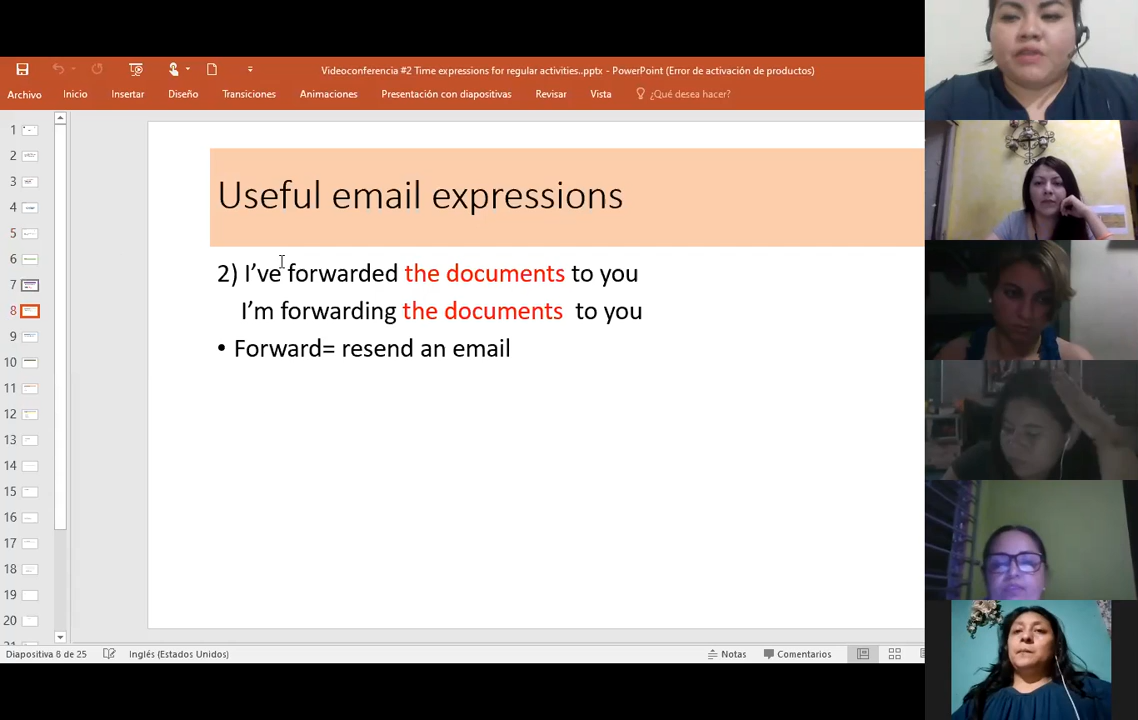 Videoconferencia #2 Time expressions for regular activities..pptx - PowerPoint (Error de activación de productos)
Archivo Inicio Insertar Diseño Transiciones Animaciones Presentación con diapositivas Revisar Vista ¿Qué desea hacer?
1
2
3
4
5
6
7
8
9
10
11
12
13
14
15
16
17
18
19
20
Useful email expressions
2) I've forwarded the documents to you
I'm forwarding the documents to you
• Forward= resend an email
Diapositiva 8 de 25 Inglés (Estados Unidos) Notas Comentarios